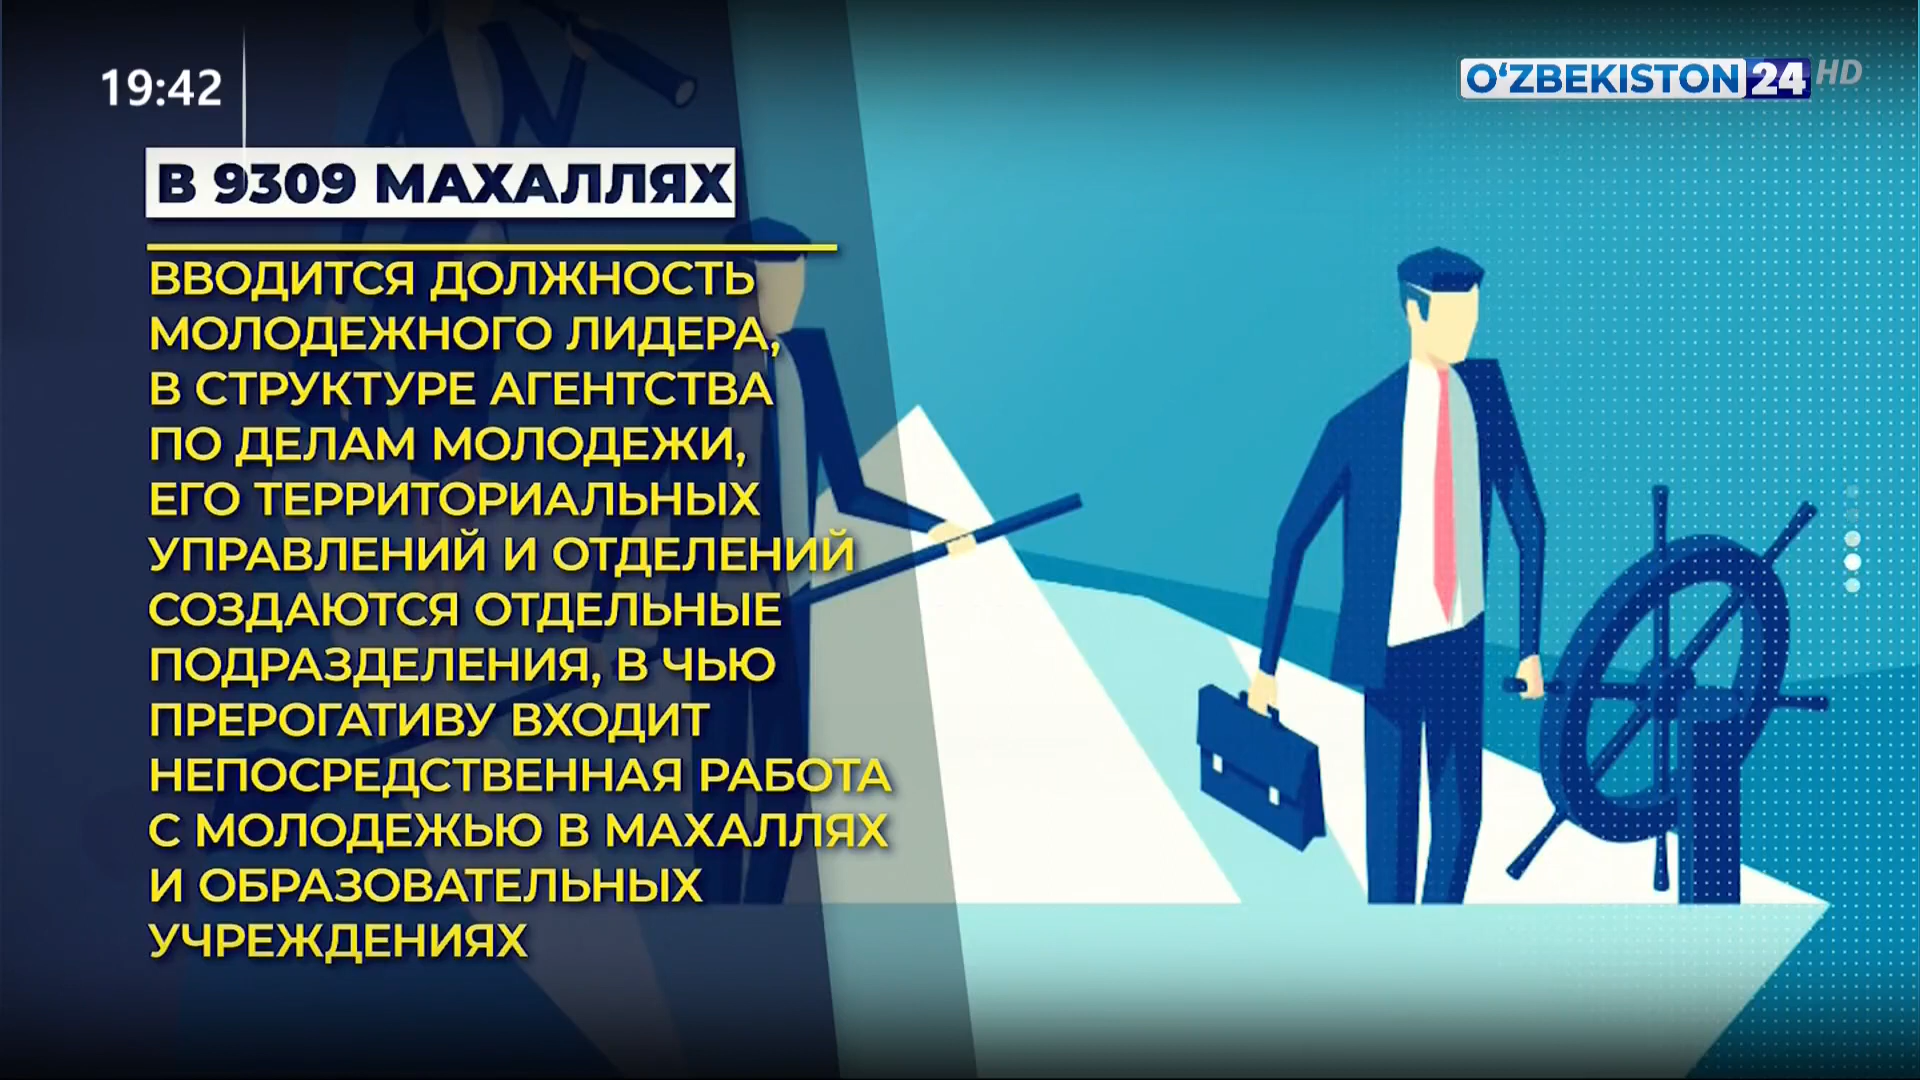 19:42
O‘ZBEKISTON 24 HD
В 9309 МАХАЛЛЯХ
ВВОДИТСЯ ДОЛЖНОСТЬ
МОЛОДЕЖНОГО ЛИДЕРА,
В СТРУКТУРЕ АГЕНТСТВА
ПО ДЕЛАМ МОЛОДЕЖИ,
ЕГО ТЕРРИТОРИАЛЬНЫХ
УПРАВЛЕНИЙ И ОТДЕЛЕНИЙ
СОЗДАЮТСЯ ОТДЕЛЬНЫЕ
ПОДРАЗДЕЛЕНИЯ, В ЧЬЮ
ПРЕРОГАТИВУ ВХОДИТ
НЕПОСРЕДСТВЕННАЯ РАБОТА
С МОЛОДЕЖЬЮ В МАХАЛЛЯХ
И ОБРАЗОВАТЕЛЬНЫХ
УЧРЕЖДЕНИЯХ